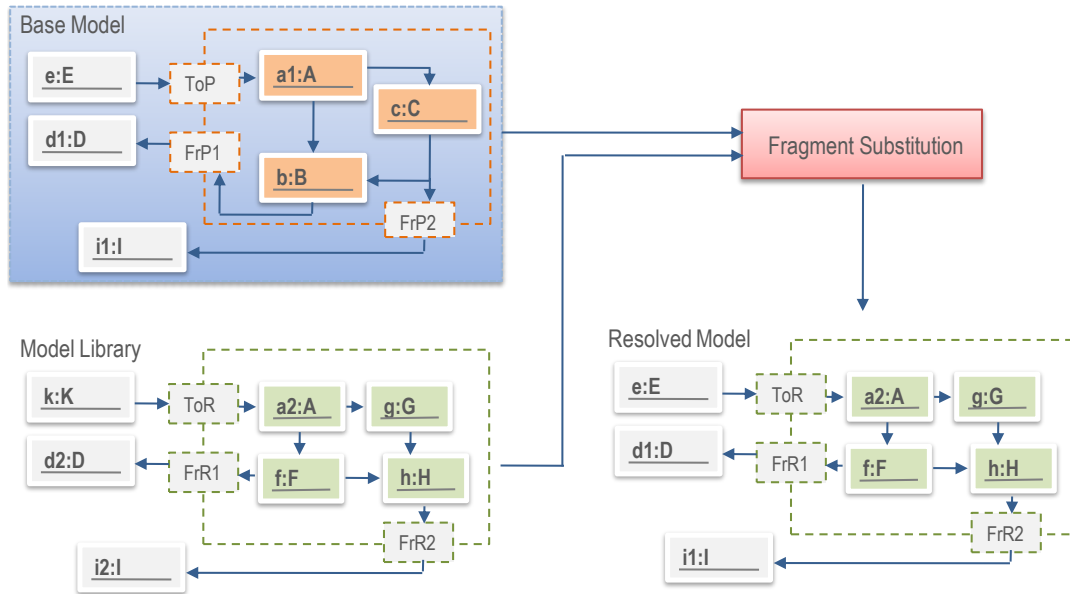 Base Model
e:E
ToP
a1:A
c:C
d1:D
FrP1
b:B
FrP2
i1:I
Fragment Substitution
Model Library
k:K
ToR
a2:A
g:G
d2:D
FrR1
f:F
h:H
FrR2
i2:I
Resolved Model
e:E
ToR
a2:A
g:G
d1:D
FrR1
f:F
h:H
FrR2
i1:I